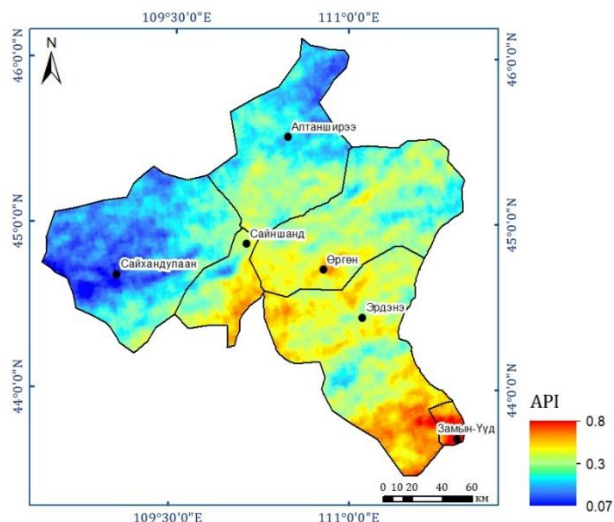 109°30'0"E 111°0'0"E
46°0'0"N
N
46°0'0"N
Алтанширээ
45°0'0"N
Сайншанд
45°0'0"N
Сайхандулаан
Өргөн
Эрдэнэ
44°0'0"N
44°0'0"N
API
Замын-Үүд
0.8
0.3
0.07
0 10 20 40 60
км
109°30'0"E 111°0'0"E